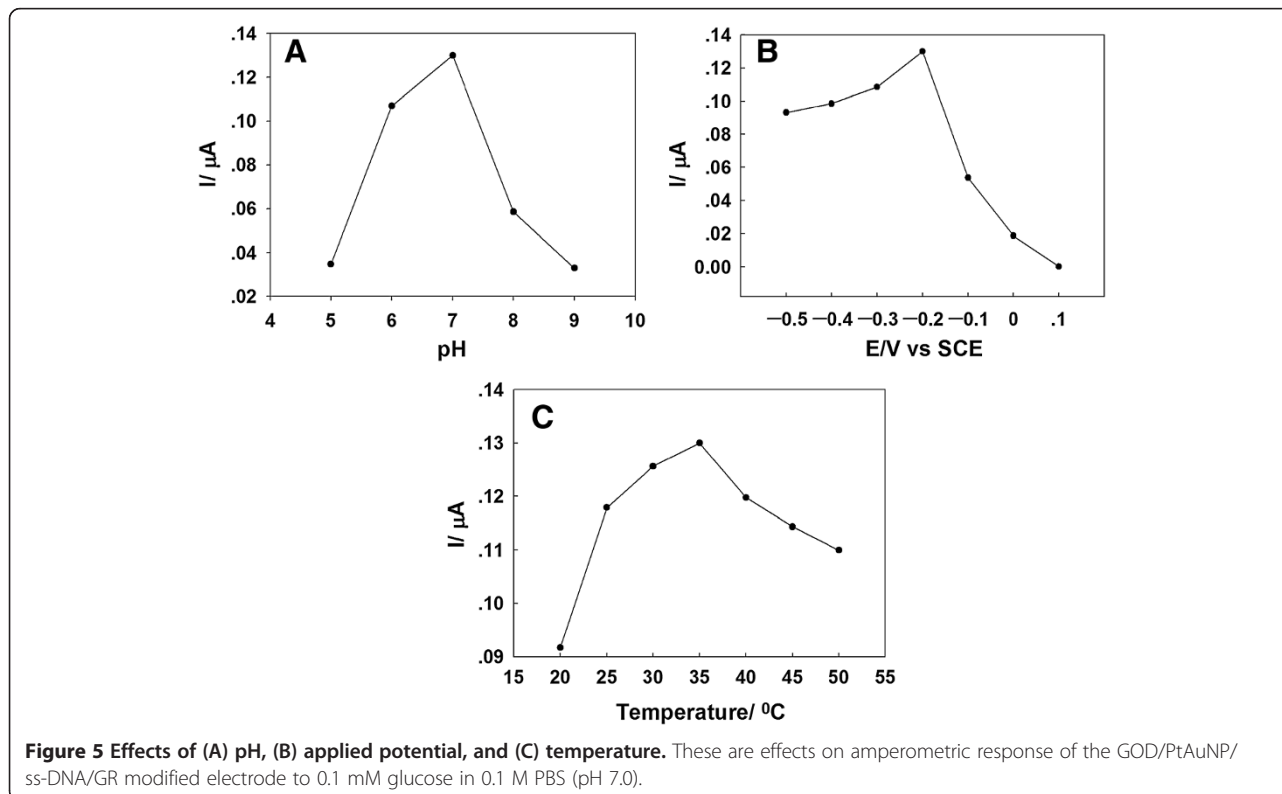 A
.14
.12
.10
.08
.06
.04
.02
I/ µA
4 5 6 7 8 9 10
pH
B
.14
.12
.10
.08
.06
.04
.02
0.00
I/ µA
−0.5 −0.4 −0.3 −0.2 −0.1 0 .1
E/V vs SCE
C
.14
.13
.12
.11
.10
.09
I/ µA
15 20 25 30 35 40 45 50 55
Temperature/ ⁰C
Figure 5 Effects of (A) pH, (B) applied potential, and (C) temperature. These are effects on amperometric response of the GOD/PtAuNP/
ss-DNA/GR modified electrode to 0.1 mM glucose in 0.1 M PBS (pH 7.0).